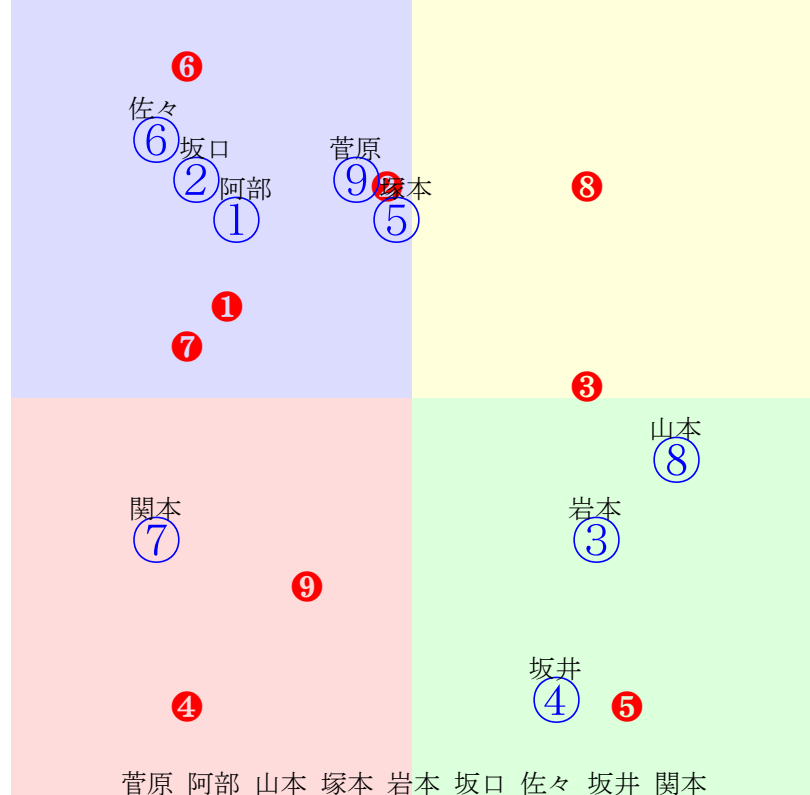 ❻
佐々
⑥
坂口
②
菅原
⑨
塚本
⑤
❽
阿部
①
❶
❼
❸
山本
⑧
関本
⑦
岩本
③
❾
坂井
④
❹
❺
菅原 阿部 山本 塚本 岩本 坂口 佐々 坂井 関本